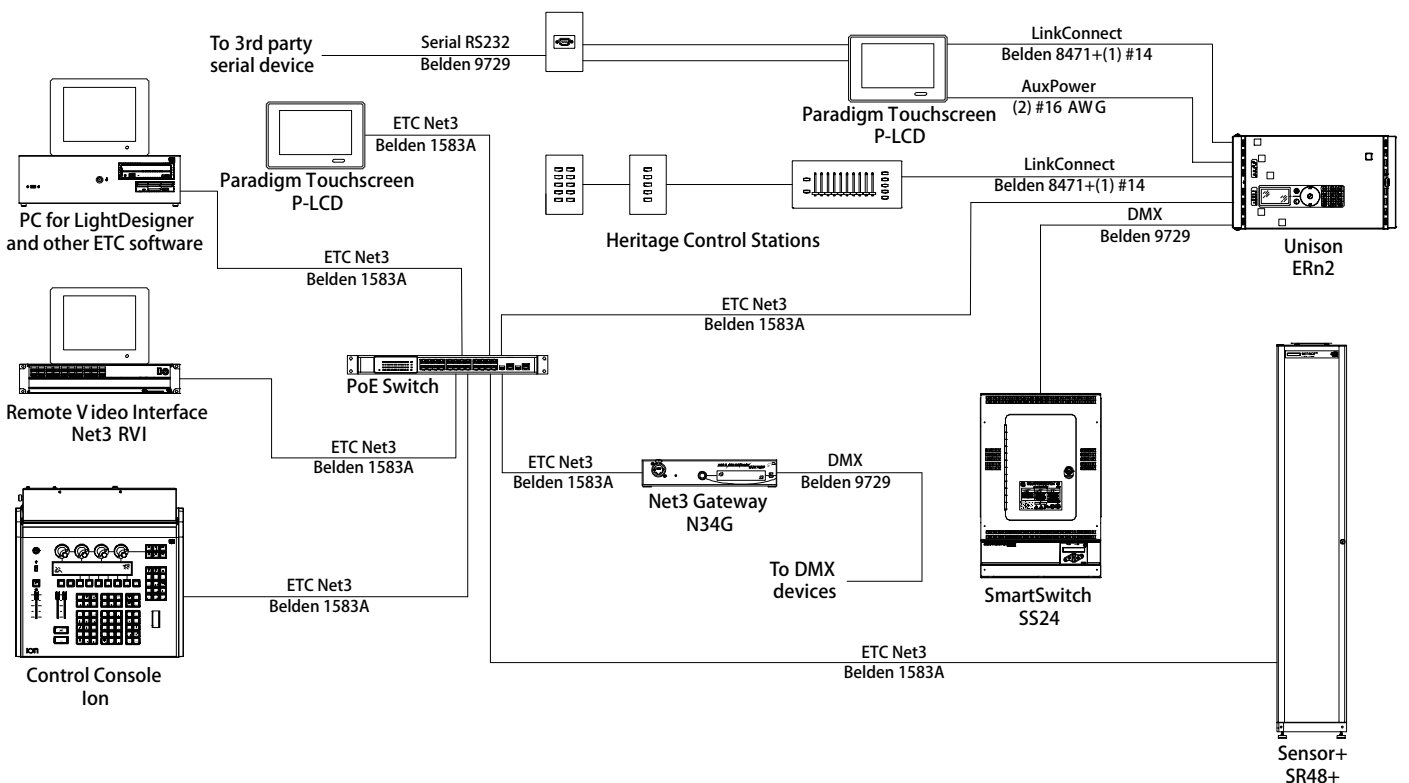 To 3rd party
serial device
Serial RS232
Belden 9729
LinkConnect
Belden 8471+(1) #14
AuxPower
(2) #16 AWG
Paradigm Touchscreen
P-LCD
ETC Net3
Belden 1583A
Paradigm Touchscreen
P-LCD
LinkConnect
Belden 8471+(1) #14
PC for LightDesigner
and other ETC software
Heritage Control Stations
DMX
Belden 9729
Unison
ERn2
ETC Net3
Belden 1583A
ETC Net3
Belden 1583A
PoE Switch
Remote Video Interface
Net3 RVI
ETC Net3
Belden 1583A
ETC Net3
Belden 1583A
Net3 Gateway
N34G
DMX
Belden 9729
To DMX
devices
SmartSwitch
SS24
ETC Net3
Belden 1583A
ion
Control Console
Ion
ETC Net3
Belden 1583A
Sensor+
SR48+